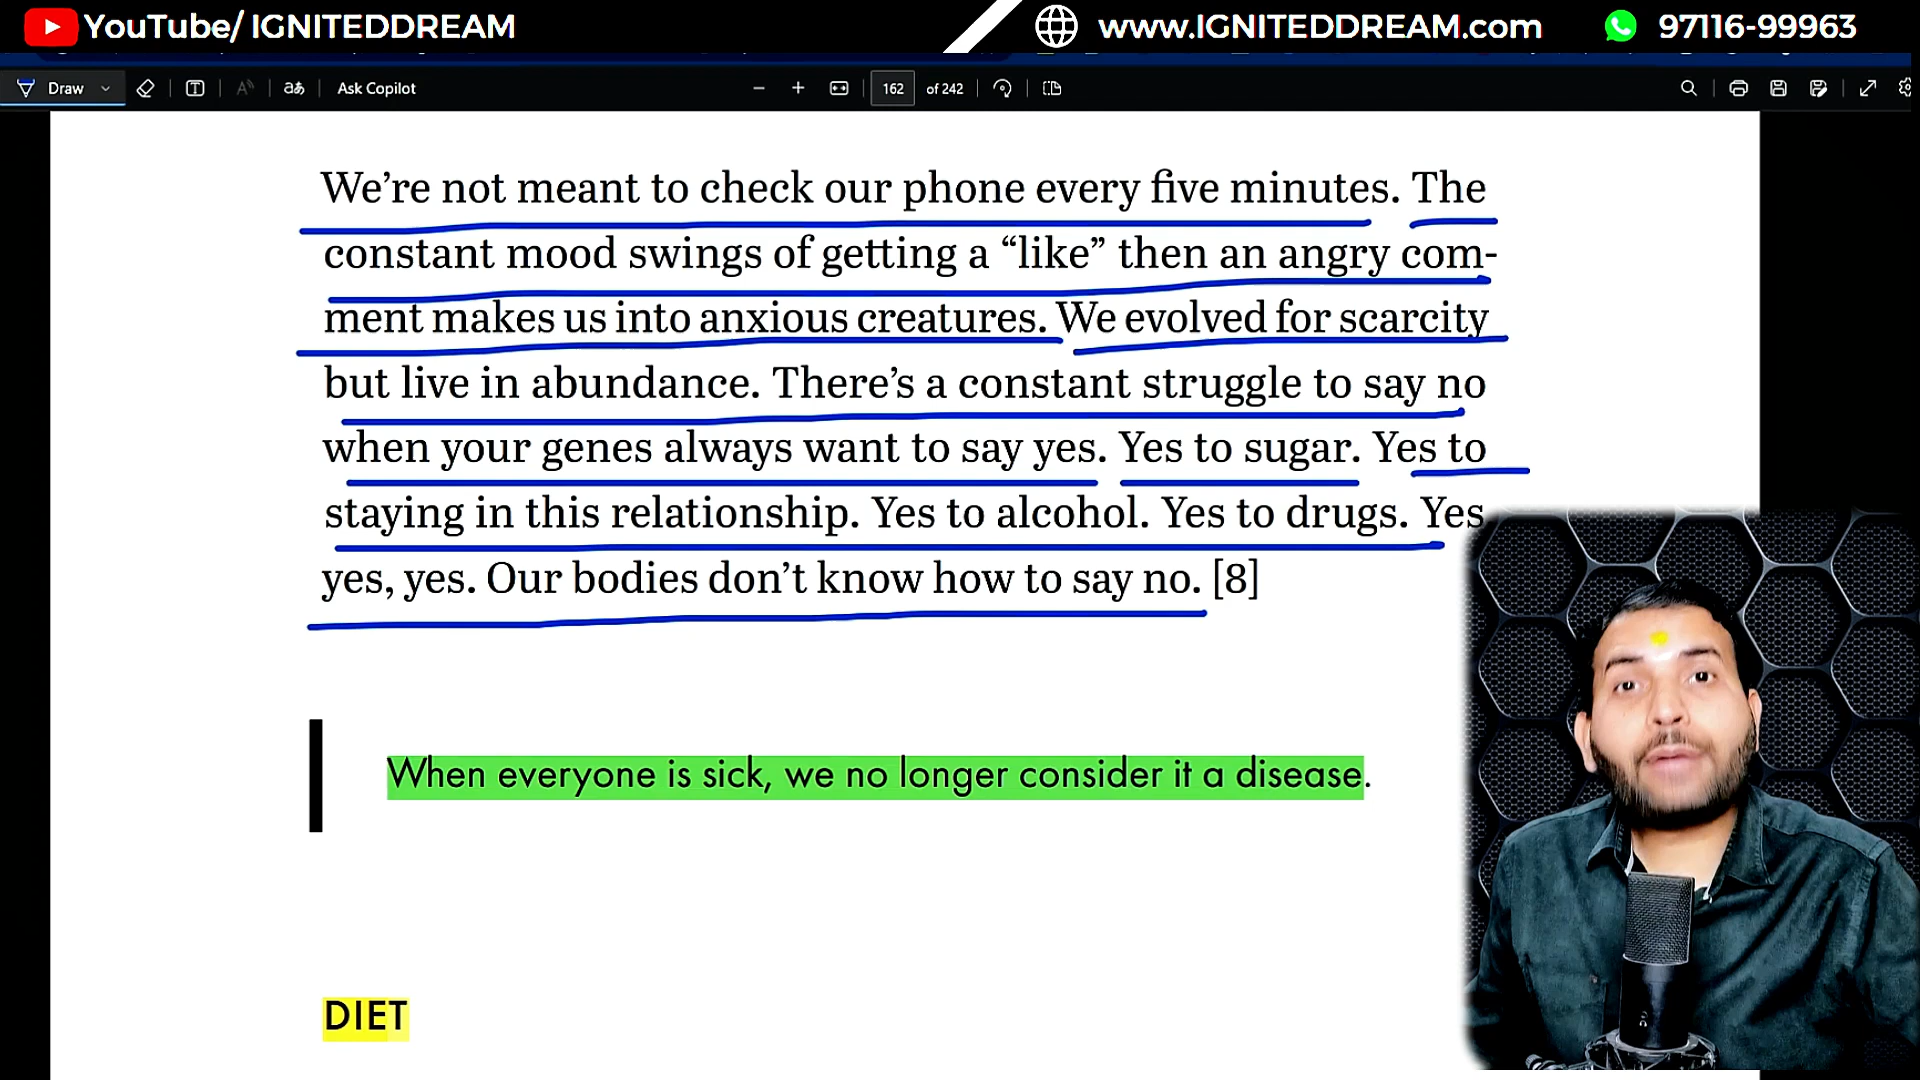 YouTube/ IGNITEDDREAM
www.IGNITEDDREAM.com
97116-99963
Draw
aあ
Ask Copilot
162 of 242
We’re not meant to check our phone every five minutes. The
constant mood swings of getting a “like” then an angry com-
ment makes us into anxious creatures. We evolved for scarcity
but live in abundance. There’s a constant struggle to say no
when your genes always want to say yes. Yes to sugar. Yes to
staying in this relationship. Yes to alcohol. Yes to drugs. Yes
yes, yes. Our bodies don’t know how to say no. [8]
When everyone is sick, we no longer consider it a disease.
DIET